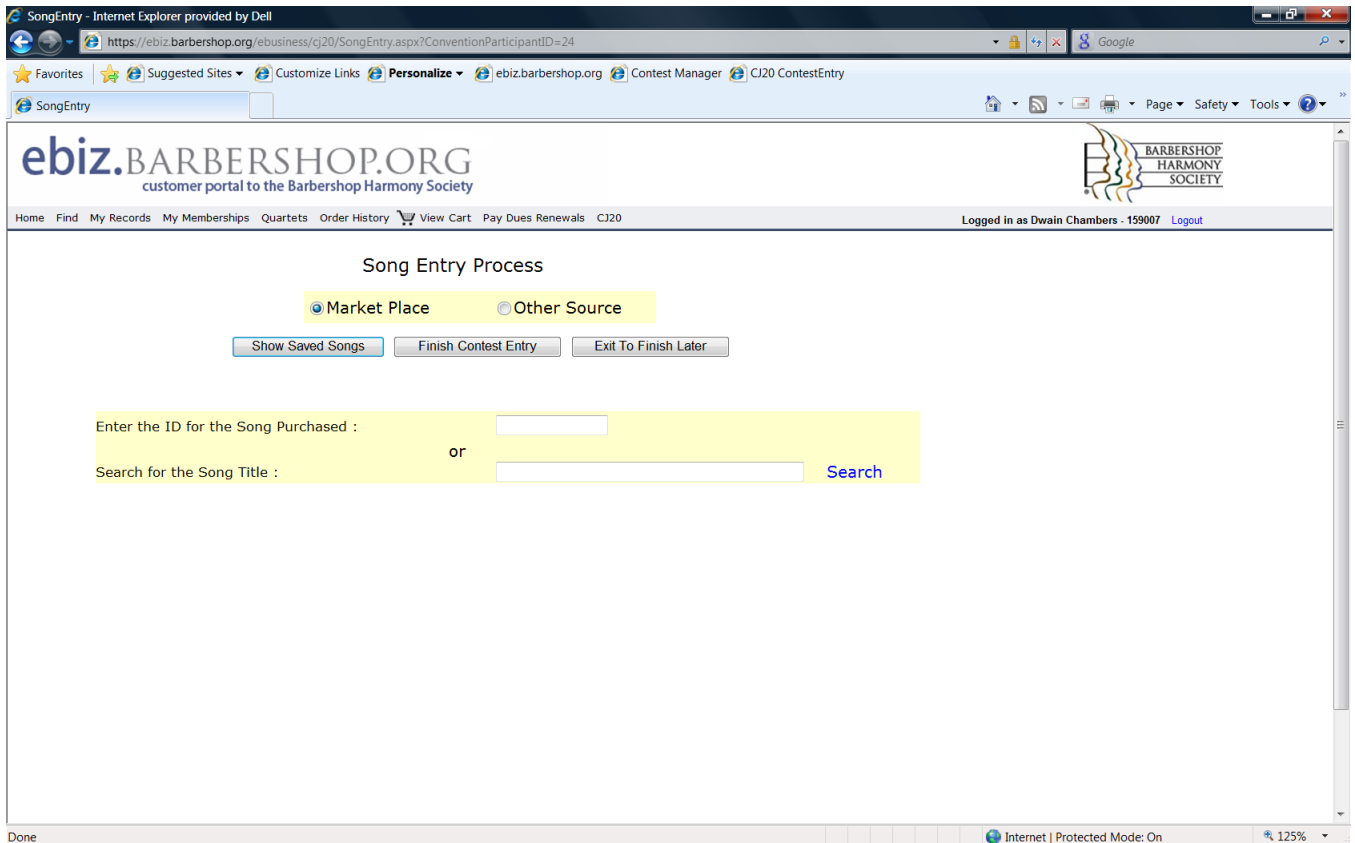 SongEntry - Internet Explorer provided by Dell
https://ebiz.barbershop.org/ebusiness/cj20/SongEntry.aspx?ConventionParticipantID=24
Google
Favorites Suggested Sites Customize Links Personalize ebiz.barbershop.org Contest Manager CJ20 ContestEntry
SongEntry
Page Safety Tools
ebiz.BARBERSHOP.ORG
customer portal to the Barbershop Harmony Society
BARBERSHOP
HARMONY
SOCIETY
Home Find My Records My Memberships Quartets Order History View Cart Pay Dues Renewals CJ20
Logged in as Dwain Chambers - 159007 Logout
Song Entry Process
Market Place Other Source
Show Saved Songs Finish Contest Entry Exit To Finish Later
Enter the ID for the Song Purchased :
or
Search for the Song Title : Search
Done Internet | Protected Mode: On 125%